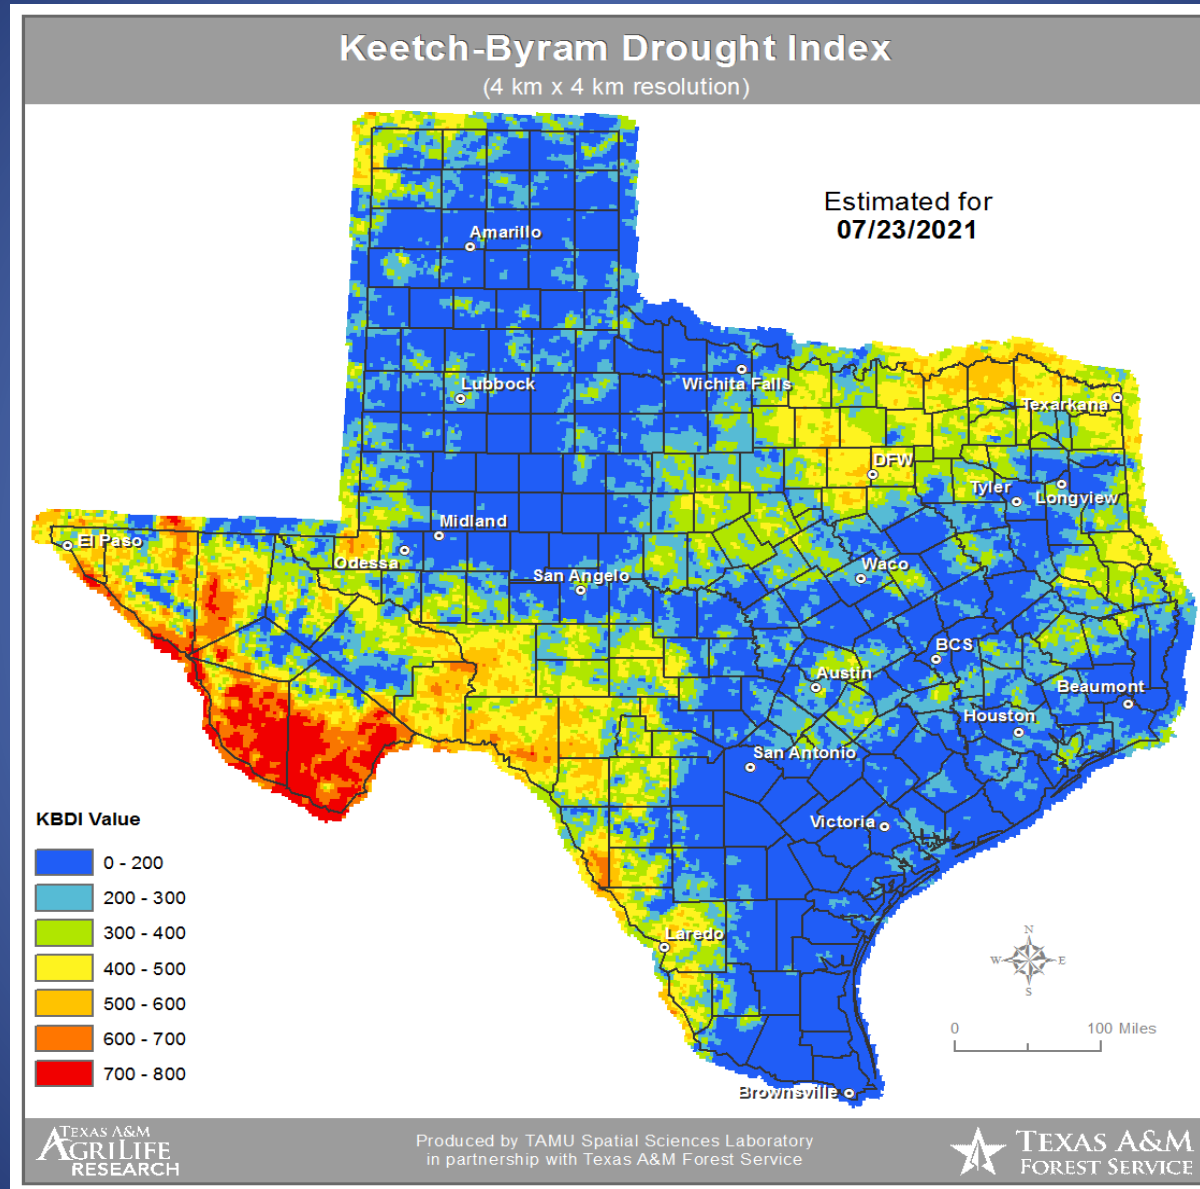 Keetch-Byram Drought Index
(4 km x 4 km resolution)
Estimated for
07/23/2021
Amarillo
Lubbock
Wichita Falls
Texarkana
DFW
Tyler
Longview
Midland
El Paso
Odessa
San Angelo
Waco
BCS
Austin
Beaumont
Houston
San Antonio
Victoria
KBDI Value
0 - 200
200 - 300
300 - 400
400 - 500
500 - 600
600 - 700
700 - 800
Laredo
N
W E
S
0 100 Miles
Brownsville
TEXAS A&M
AGRILIFE
RESEARCH
Produced by TAMU Spatial Sciences Laboratory
in partnership with Texas A&M Forest Service
TEXAS A&M
FOREST SERVICE